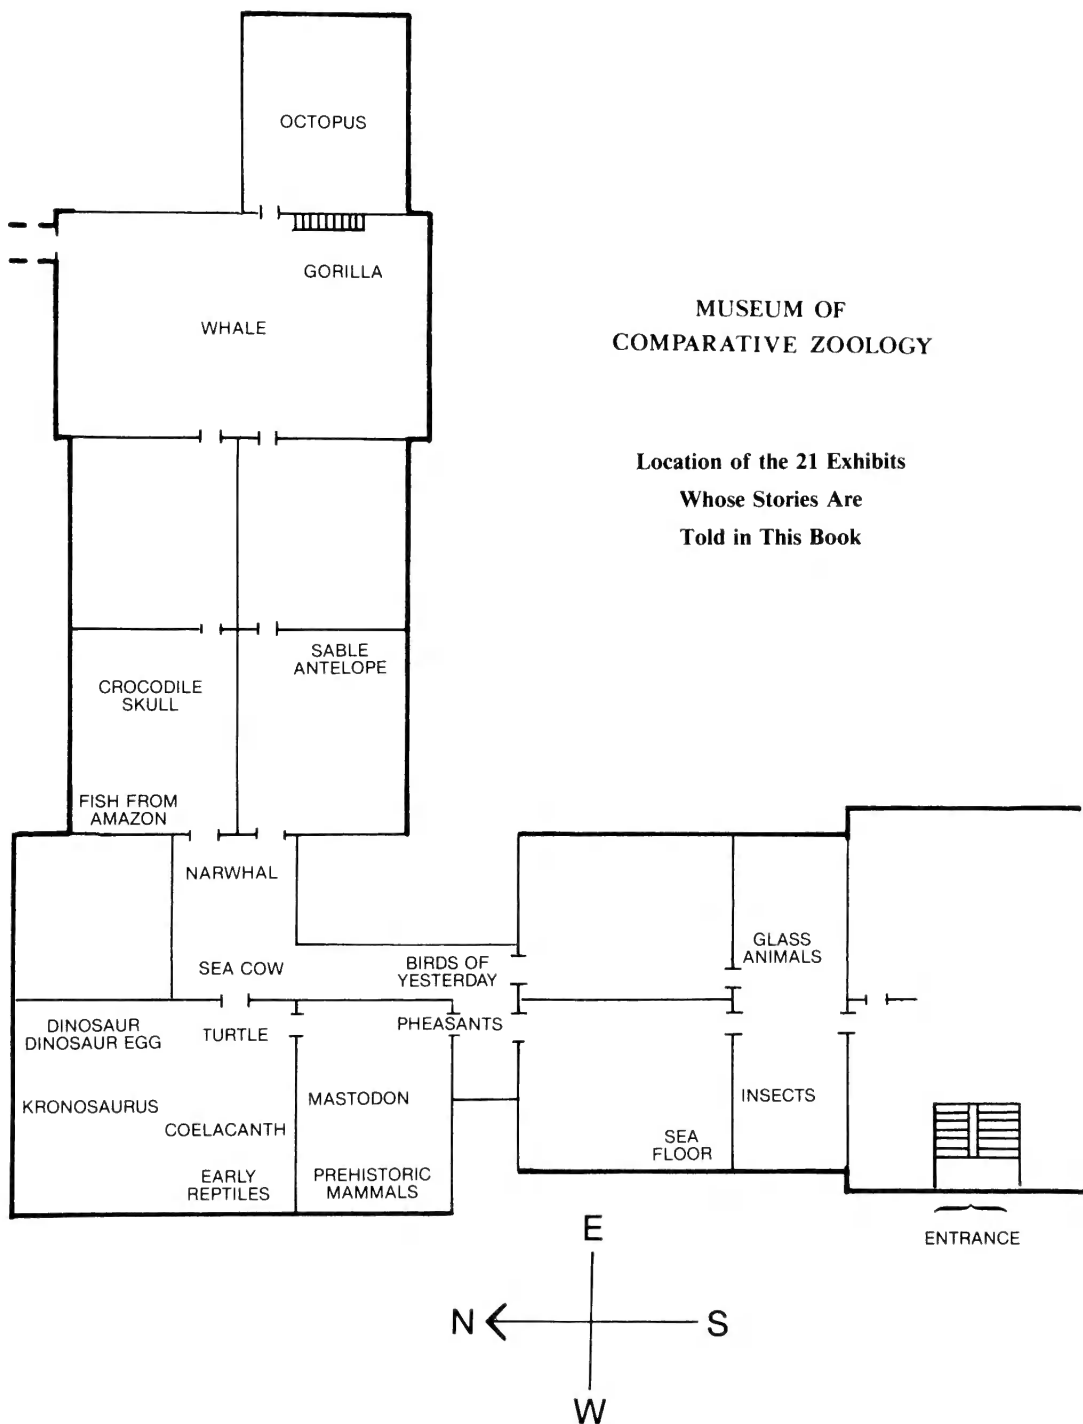 OCTOPUS
GORILLA
WHALE
MUSEUM OF
COMPARATIVE ZOOLOGY
Location of the 21 Exhibits
Whose Stories Are
Told in This Book
SABLE
ANTELOPE
CROCODILE
SKULL
FISH FROM
AMAZON
NARWHAL
SEA COW
BIRDS OF
YESTERDAY
GLASS
ANIMALS
DINOSAUR
DINOSAUR EGG
TURTLE
PHEASANTS
KRONOSAURUS
COELACANTH
MASTODON
INSECTS
SEA
FLOOR
EARLY
REPTILES
PREHISTORIC
MAMMALS
ENTRANCE
E
N
S
W